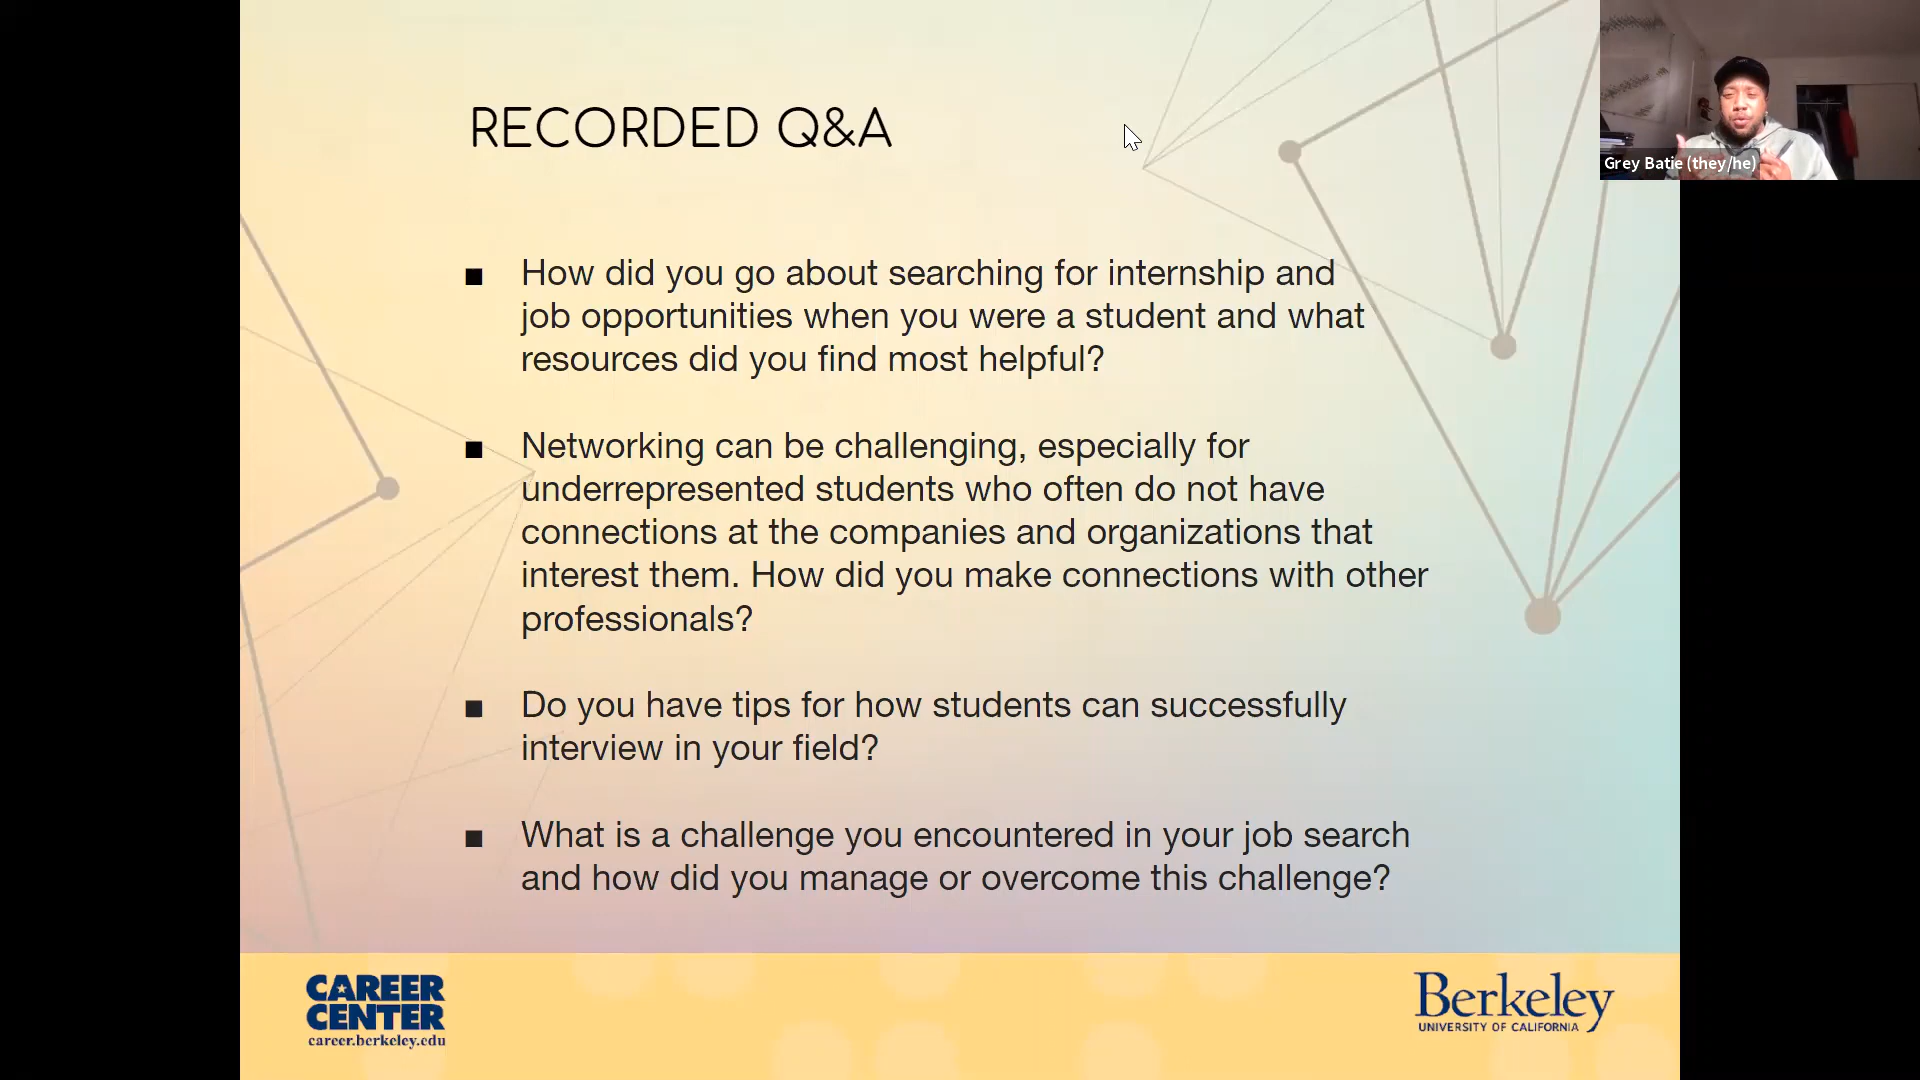 RECORDED Q&A
Grey Batie (they/he)
■ How did you go about searching for internship and
job opportunities when you were a student and what
resources did you find most helpful?
■ Networking can be challenging, especially for
underrepresented students who often do not have
connections at the companies and organizations that
interest them. How did you make connections with other
professionals?
■ Do you have tips for how students can successfully
interview in your field?
■ What is a challenge you encountered in your job search
and how did you manage or overcome this challenge?
CAREER
CENTER
career.berkeley.edu
Berkeley
UNIVERSITY OF CALIFORNIA